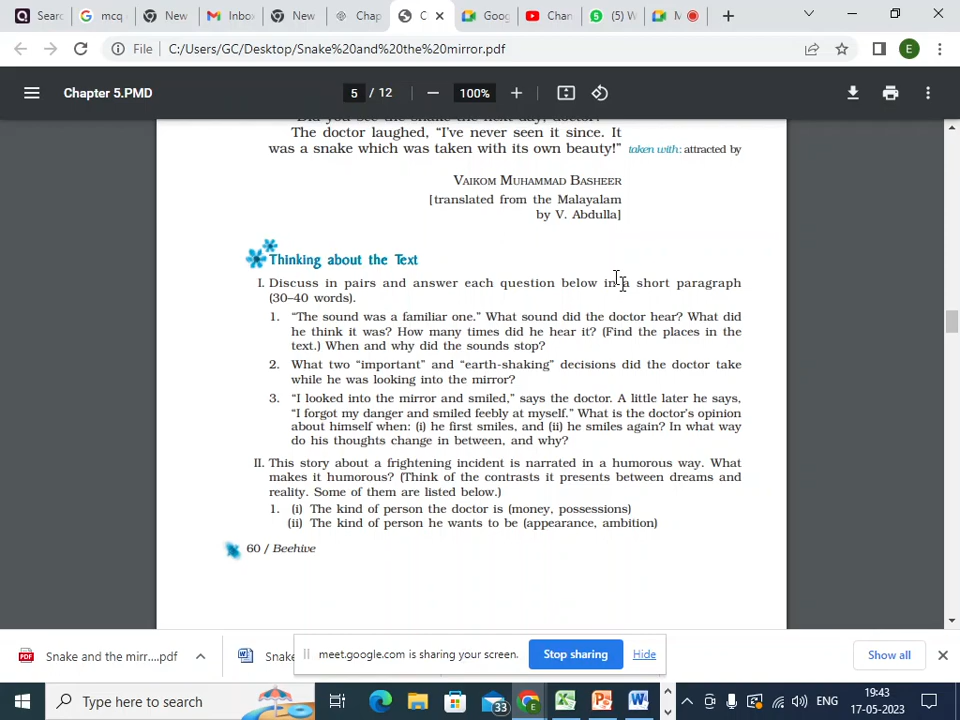 Searc
mcq
New
Inbo
New
Chap
C
Goog
Chan
(5) W
M
File
C:/Users/GC/Desktop/Snake%20and%20the%20mirror.pdf
E
Chapter 5.PMD
5 / 12
100%
"Did you see the snake the next day, doctor?"
The doctor laughed, "I've never seen it since. It
was a snake which was taken with its own beauty!" taken with: attracted by
VAIKOM MUHAMMAD BASHEER
[translated from the Malayalam
by V. Abdulla]
Thinking about the Text
I. Discuss in pairs and answer each question below in a short paragraph
(30–40 words).
1. "The sound was a familiar one." What sound did the doctor hear? What did
he think it was? How many times did he hear it? (Find the places in the
text.) When and why did the sounds stop?
2. What two "important" and "earth-shaking" decisions did the doctor take
while he was looking into the mirror?
3. "I looked into the mirror and smiled," says the doctor. A little later he says,
"I forgot my danger and smiled feebly at myself." What is the doctor's opinion
about himself when: (i) he first smiles, and (ii) he smiles again? In what way
do his thoughts change in between, and why?
II. This story about a frightening incident is narrated in a humorous way. What
makes it humorous? (Think of the contrasts it presents between dreams and
reality. Some of them are listed below.)
1. (i) The kind of person the doctor is (money, possessions)
(ii) The kind of person he wants to be (appearance, ambition)
60 / Beehive
Snake and the mirr....pdf
Snake
meet.google.com is sharing your screen.
Stop sharing
Hide
Show all
Type here to search
33
ENG
19:43
17-05-2023